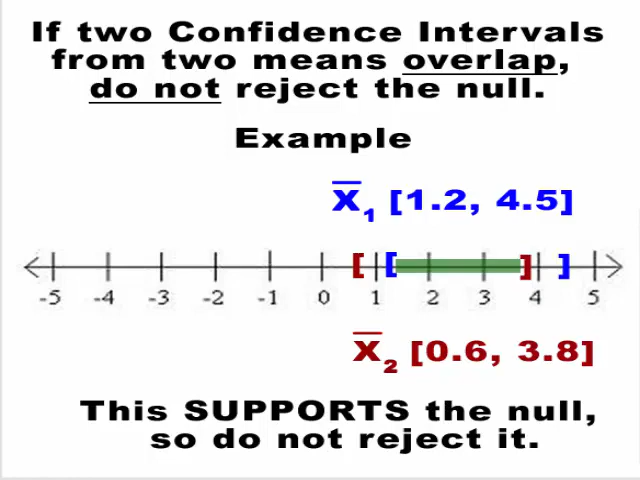 If two Confidence Intervals
from two means overlap,
do not reject the null.
Example
X̅₁ [1.2, 4.5]
[ [ ] ]
-5 -4 -3 -2 -1 0 1 2 3 4 5
X̅₂ [0.6, 3.8]
This SUPPORTS the null,
so do not reject it.